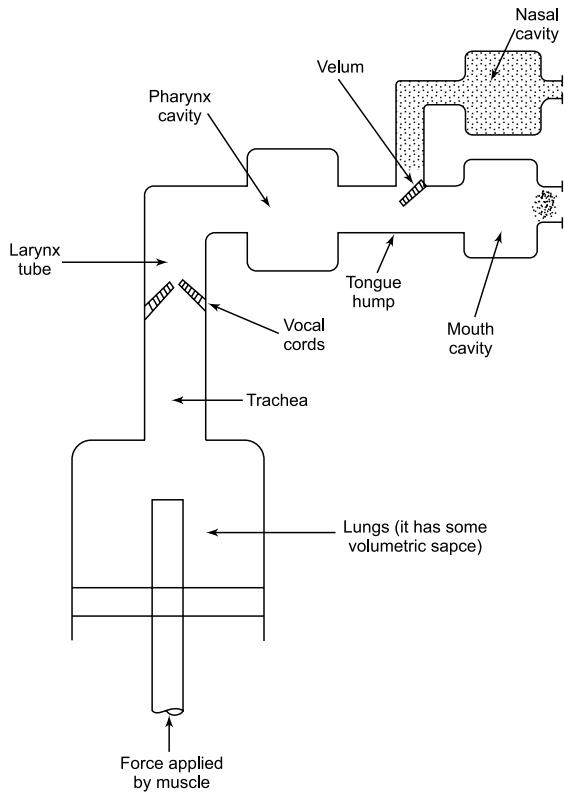 Nasal
cavity
Velum
Pharynx
cavity
Larynx
tube
Tongue
hump
Vocal
cords
Mouth
cavity
Trachea
Lungs (it has some
volumetric sapce)
Force applied
by muscle